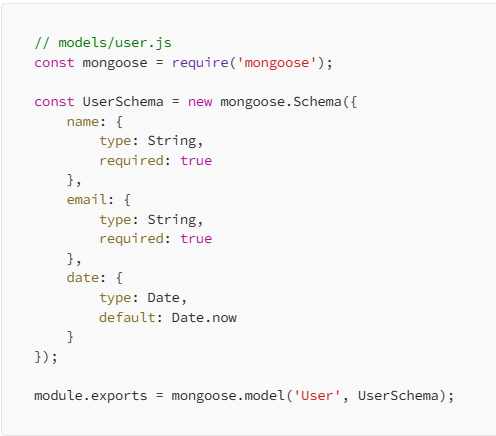 // models/user.js
const mongoose = require('mongoose');

const UserSchema = new mongoose.Schema({
    name: {
        type: String,
        required: true
    },
    email: {
        type: String,
        required: true
    },
    date: {
        type: Date,
        default: Date.now
    }
});

module.exports = mongoose.model('User', UserSchema);